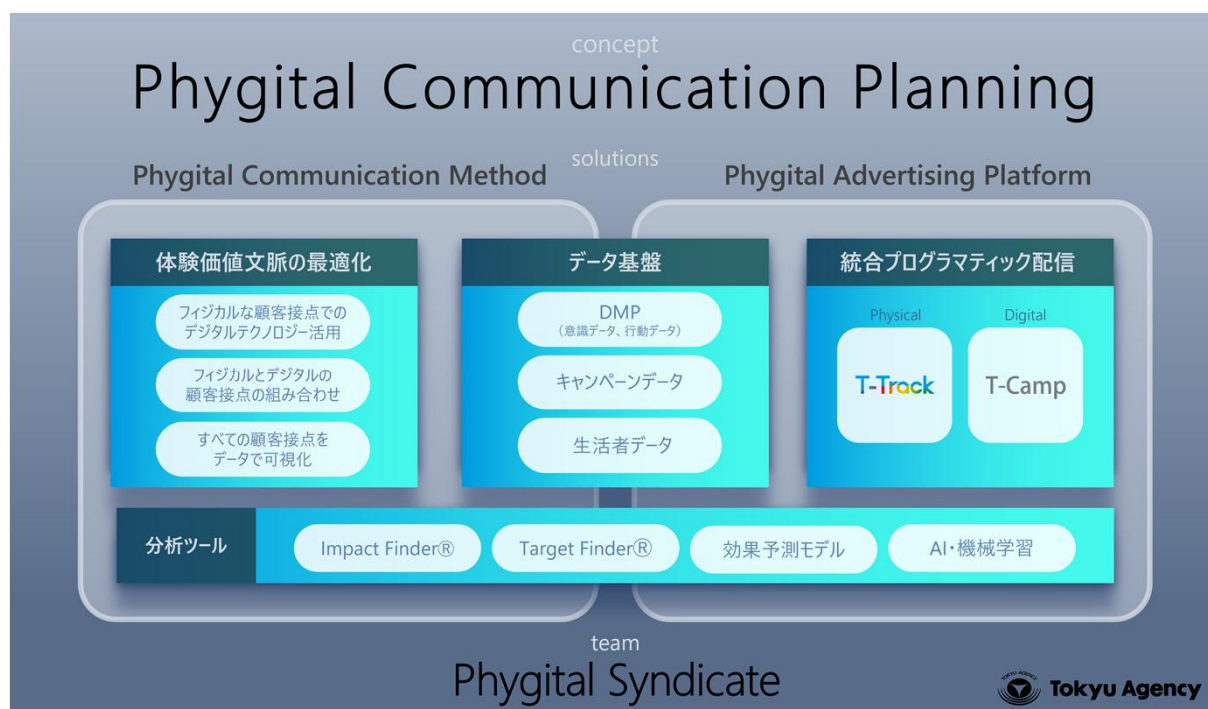 concept
Phygital Communication Planning
solutions
Phygital Communication Method
Phygital Advertising Platform
体験価値文脈の最適化
フィジカルな顧客接点での
デジタルテクノロジー活用
フィジカルとデジタルの
顧客接点の組み合わせ
すべての顧客接点を
データで可視化
データ基盤
DMP
(意識データ、行動データ)
キャンペーンデータ
生活者データ
統合プログラマティック配信
Physical
Digital
T-Track
T-Camp
分析ツール
Impact Finder®
Target Finder®
効果予測モデル
AI・機械学習
team
Phygital Syndicate
TOKYU AGENCY
Tokyu Agency